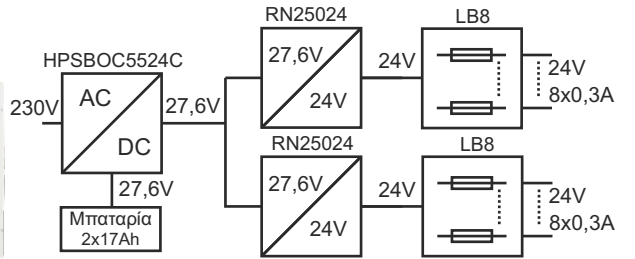 RN25024
LB8
HPSBOC5524C
27,6V
24V
24V
24V
8x0,3A
230V
AC
DC
27,6V
27,6V
Μπαταρία
2x17Ah
RN25024
LB8
27,6V
24V
24V
24V
8x0,3A